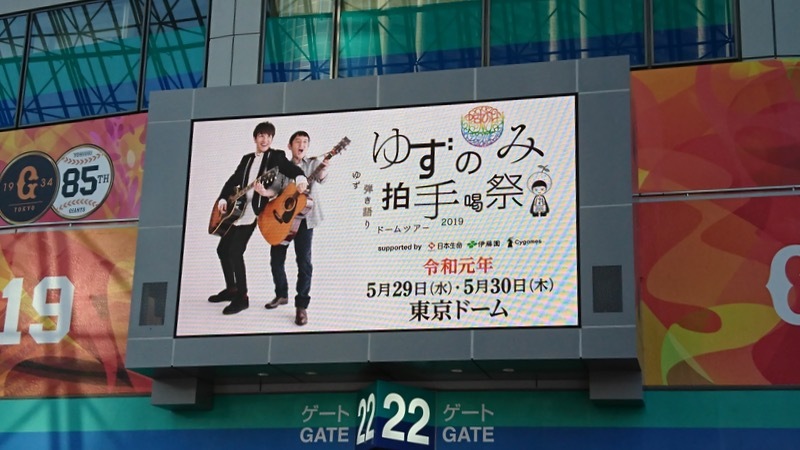 19 G 34
TOKYO
TOKYO
85TH
GIANTS
19
ゆずのみ
拍手喝祭
ゆず 弾き語り
ドームツアー 2019
supported by 日本生命 伊藤園 Cygames
令和元年
5月29日(水)・5月30日(木)
東京ドーム
ゲート 22 22 ゲート
GATE GATE